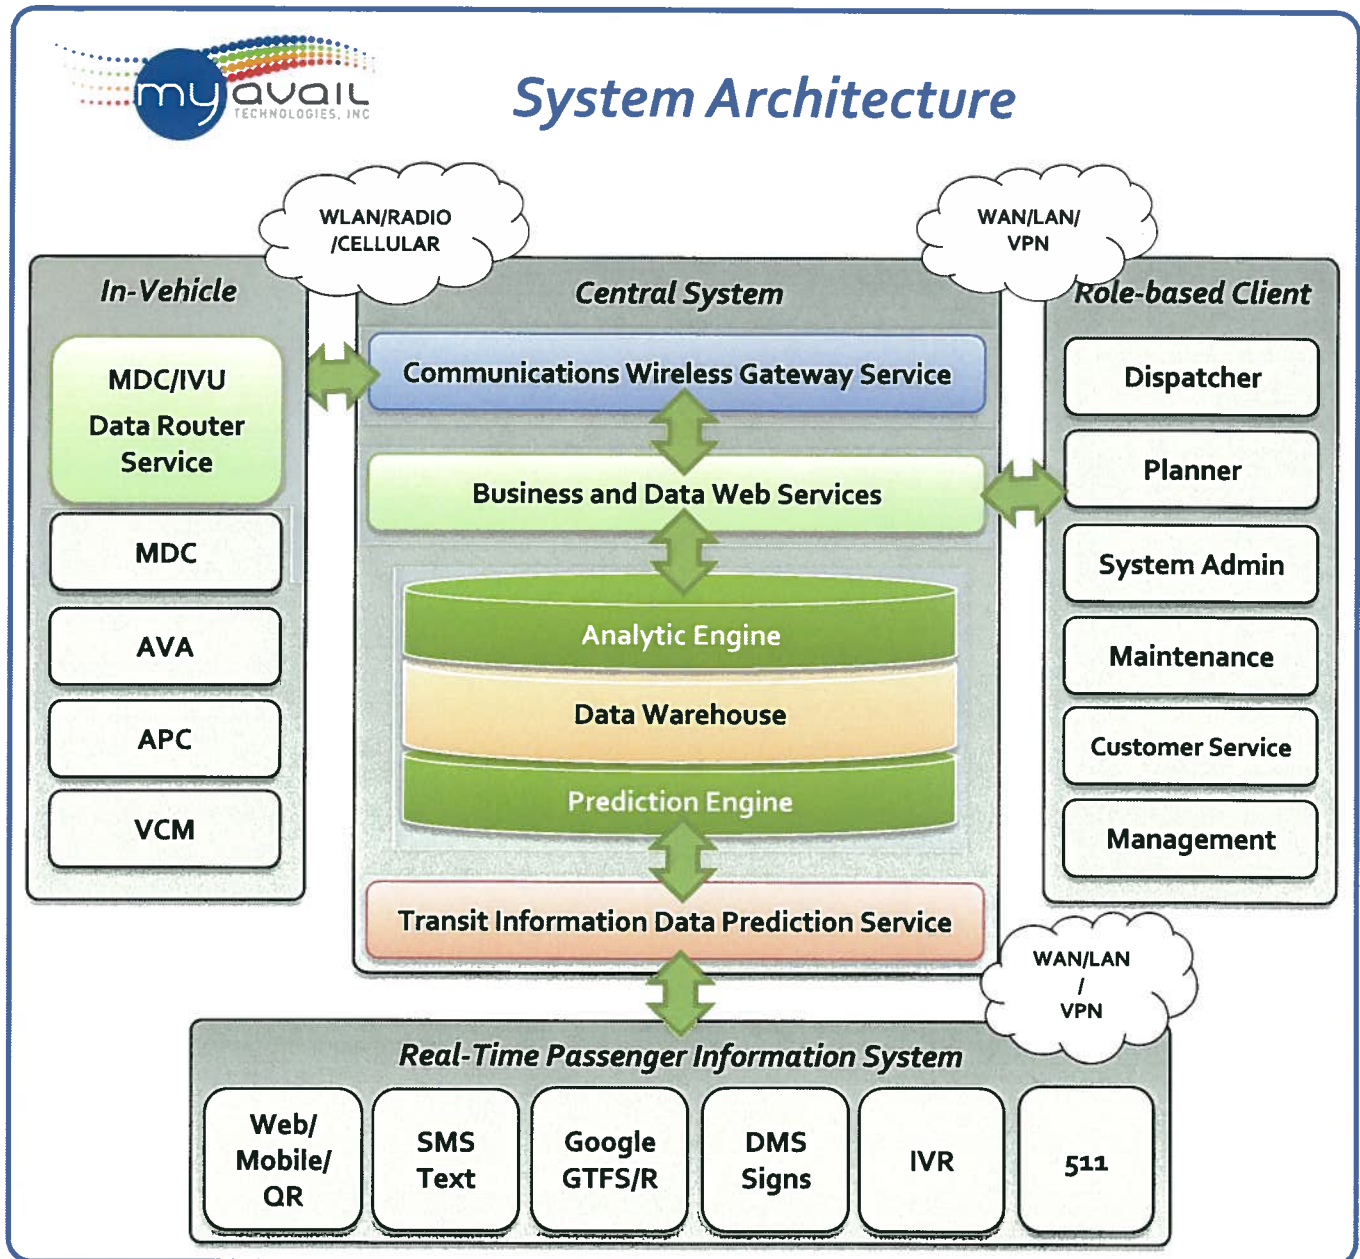 myavail
TECHNOLOGIES, INC
System Architecture
WLAN/RADIO
/CELLULAR
WAN/LAN/
VPN
In-Vehicle
MDC/IVU
Data Router
Service
MDC
AVA
APC
VCM
Central System
Communications Wireless Gateway Service
Business and Data Web Services
Analytic Engine
Data Warehouse
Prediction Engine
Transit Information Data Prediction Service
Role-based Client
Dispatcher
Planner
System Admin
Maintenance
Customer Service
Management
WAN/LAN
/
VPN
Real-Time Passenger Information System
Web/
Mobile/
QR
SMS
Text
Google
GTFS/R
DMS
Signs
IVR
511